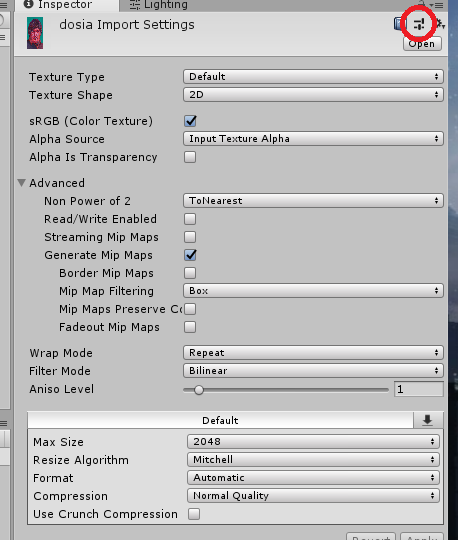 Inspector Lighting
dosia Import Settings
Open
Texture Type Default
Texture Shape 2D
sRGB (Color Texture)
Alpha Source Input Texture Alpha
Alpha Is Transparency
Advanced
Non Power of 2 ToNearest
Read/Write Enabled
Streaming Mip Maps
Generate Mip Maps
Border Mip Maps
Mip Map Filtering Box
Mip Maps Preserve Co
Fadeout Mip Maps
Wrap Mode Repeat
Filter Mode Bilinear
Aniso Level 1
Default
Max Size 2048
Resize Algorithm Mitchell
Format Automatic
Compression Normal Quality
Use Crunch Compression
Revert Apply